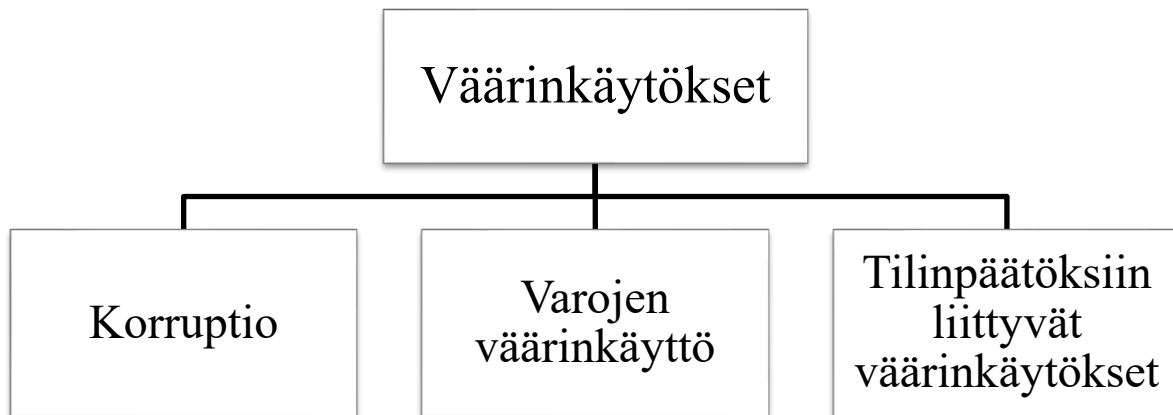 Väärinkäytökset
Korruptio
Varojen
väärinkäyttö
Tilinpäätöksiin
liittyvät
väärinkäytökset